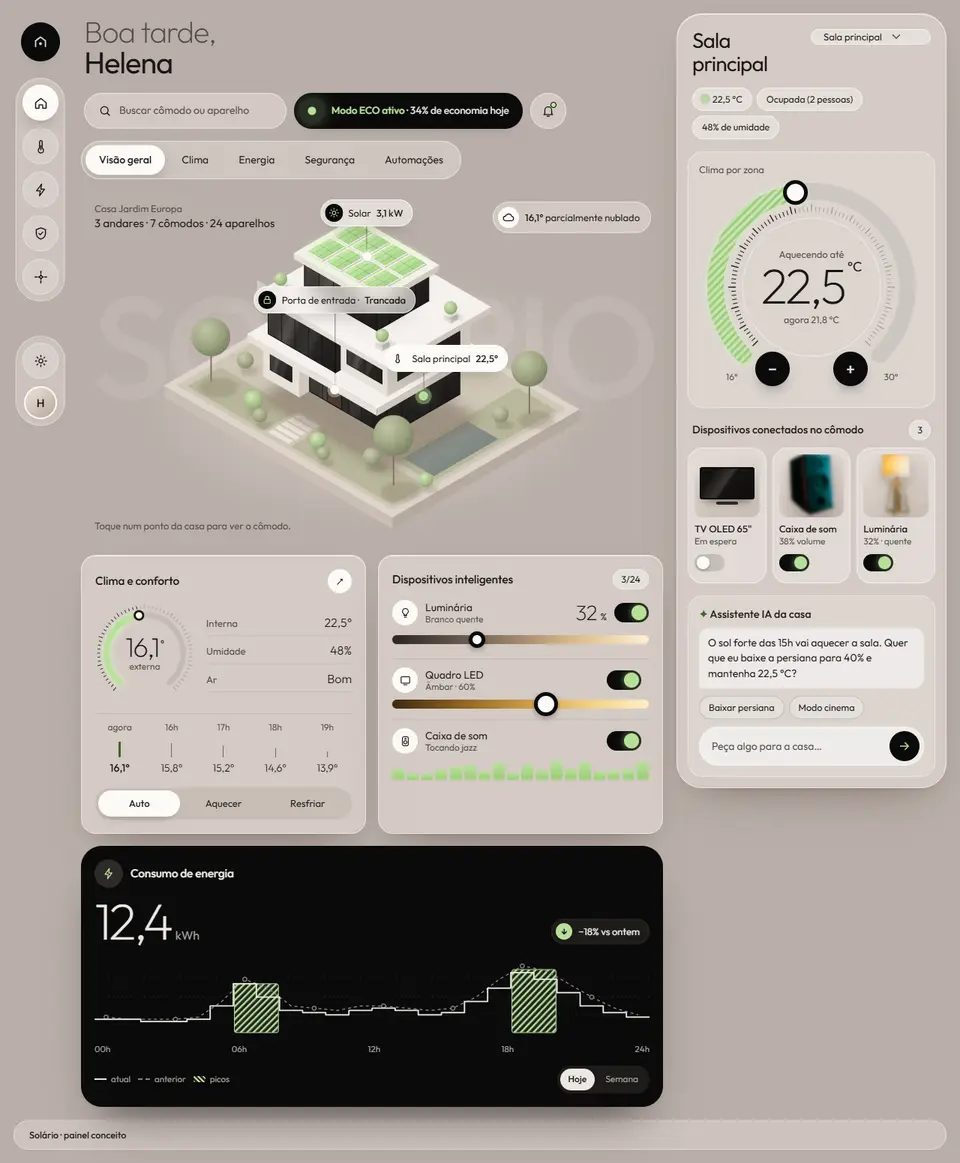 Boa tarde,
Helena
Buscar cômodo ou aparelho
Modo ECO ativo · 34% de economia hoje
Visão geral
Clima
Energia
Segurança
Automações
Casa Jardim Europa
3 andares · 7 cômodos · 24 aparelhos
Solar 3,1 kW
16,1° parcialmente nublado
Porta de entrada · Trancada
Sala principal 22,5°
H
Toque num ponto da casa para ver o cômodo.
Clima e conforto
16,1°
externa
Interna 22,5°
Umidade 48%
Ar Bom
agora 16h 17h 18h 19h
16,1° 15,8° 15,2° 14,6° 13,9°
Auto
Aquecer
Resfriar
Dispositivos inteligentes
3/24
Luminária
Branco quente
32 %
Quadro LED
Âmbar · 60%
Caixa de som
Tocando jazz
Consumo de energia
12,4 kWh
−18% vs ontem
00h 06h 12h 18h 24h
atual anterior picos
Hoje
Semana
Sala
principal
Sala principal
22,5 °C
Ocupada (2 pessoas)
48% de umidade
Clima por zona
Aquecendo até
22,5 °C
agora 21,8 °C
16°
−
+
30°
Dispositivos conectados no cômodo
3
TV OLED 65"
Em espera
Caixa de som
38% volume
Luminária
32% · quente
Assistente IA da casa
O sol forte das 15h vai aquecer a sala. Quer
que eu baixe a persiana para 40% e
mantenha 22,5 °C?
Baixar persiana
Modo cinema
Peça algo para a casa...
Solário · painel conceito